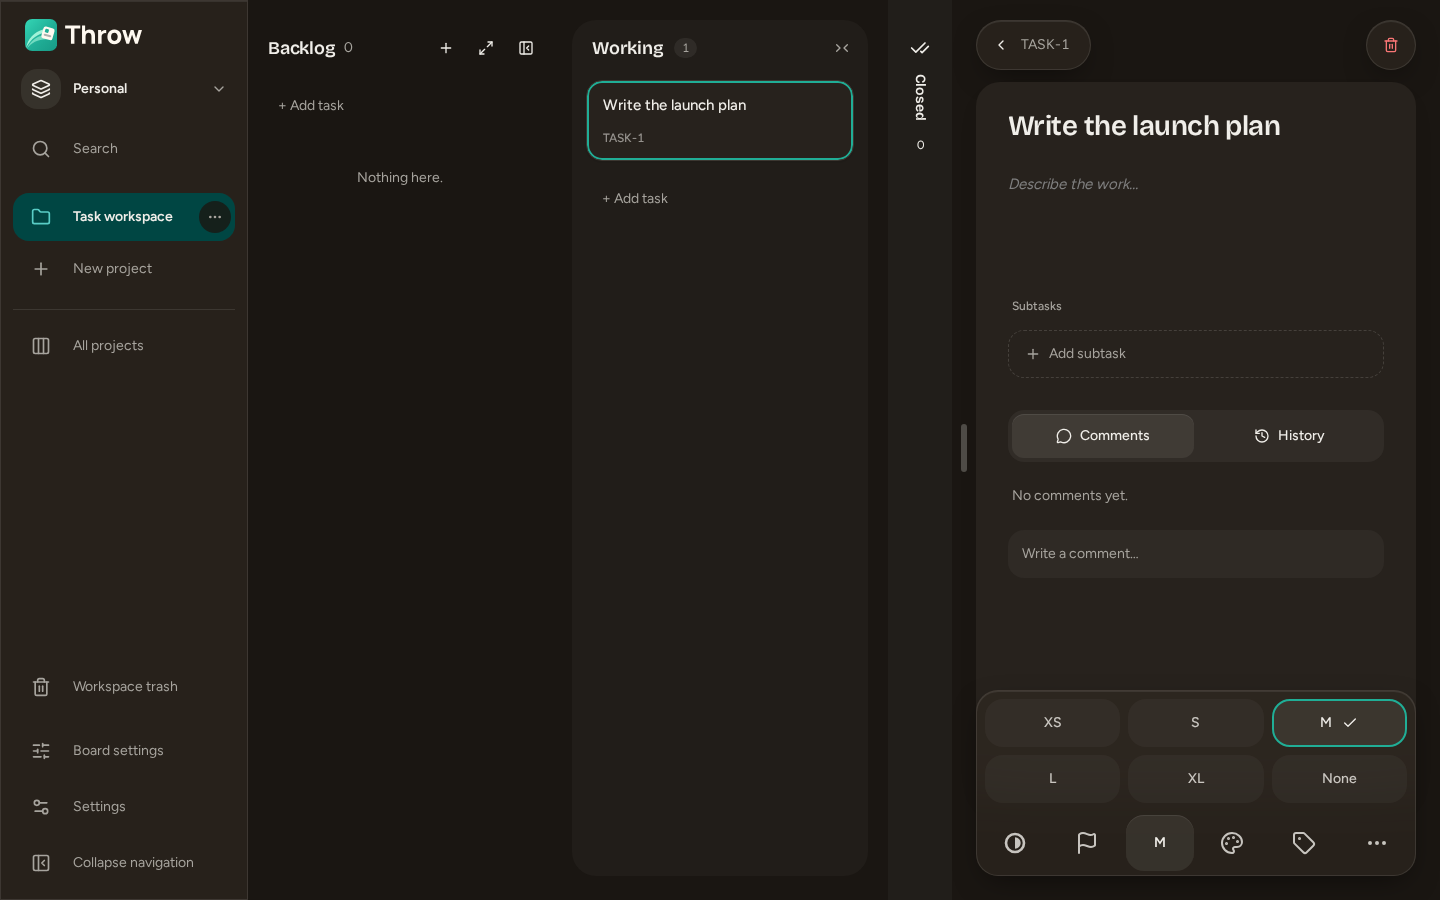 Throw
Personal
Search
Task workspace
New project
All projects
Workspace trash
Board settings
Settings
Collapse navigation
Backlog 0
+ Add task
Nothing here.
Working 1
Write the launch plan
TASK-1
+ Add task
Closed 0
TASK-1
Write the launch plan
Describe the work...
Subtasks
Add subtask
Comments History
No comments yet.
Write a comment...
XS S M
L XL None
M